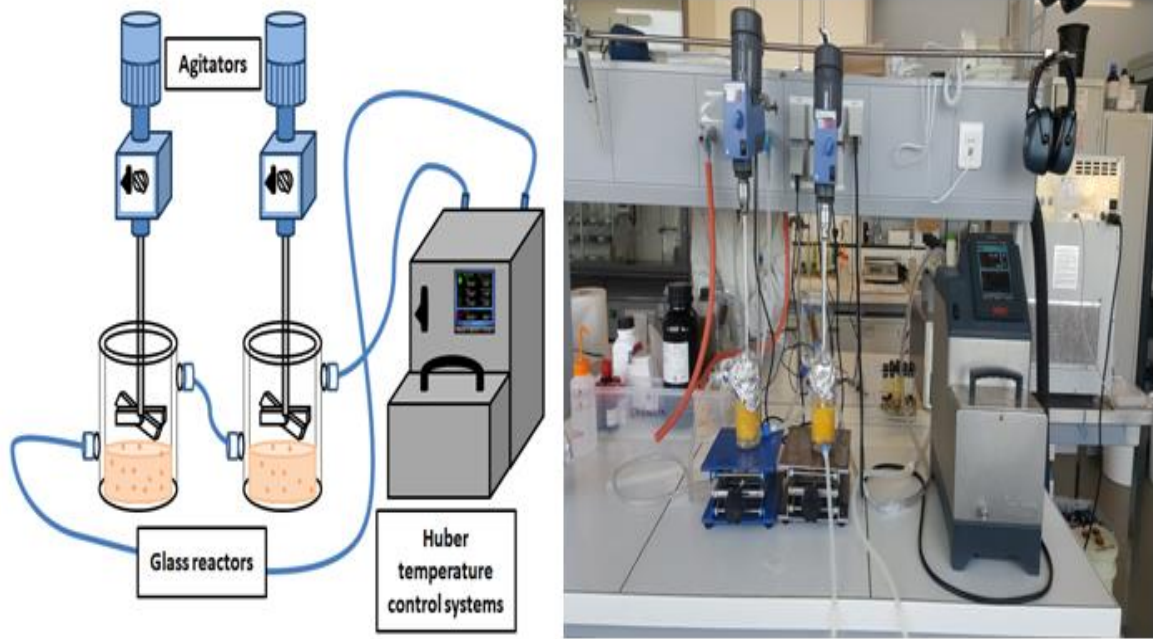 Agitators
Glass reactors
Huber
temperature
control systems